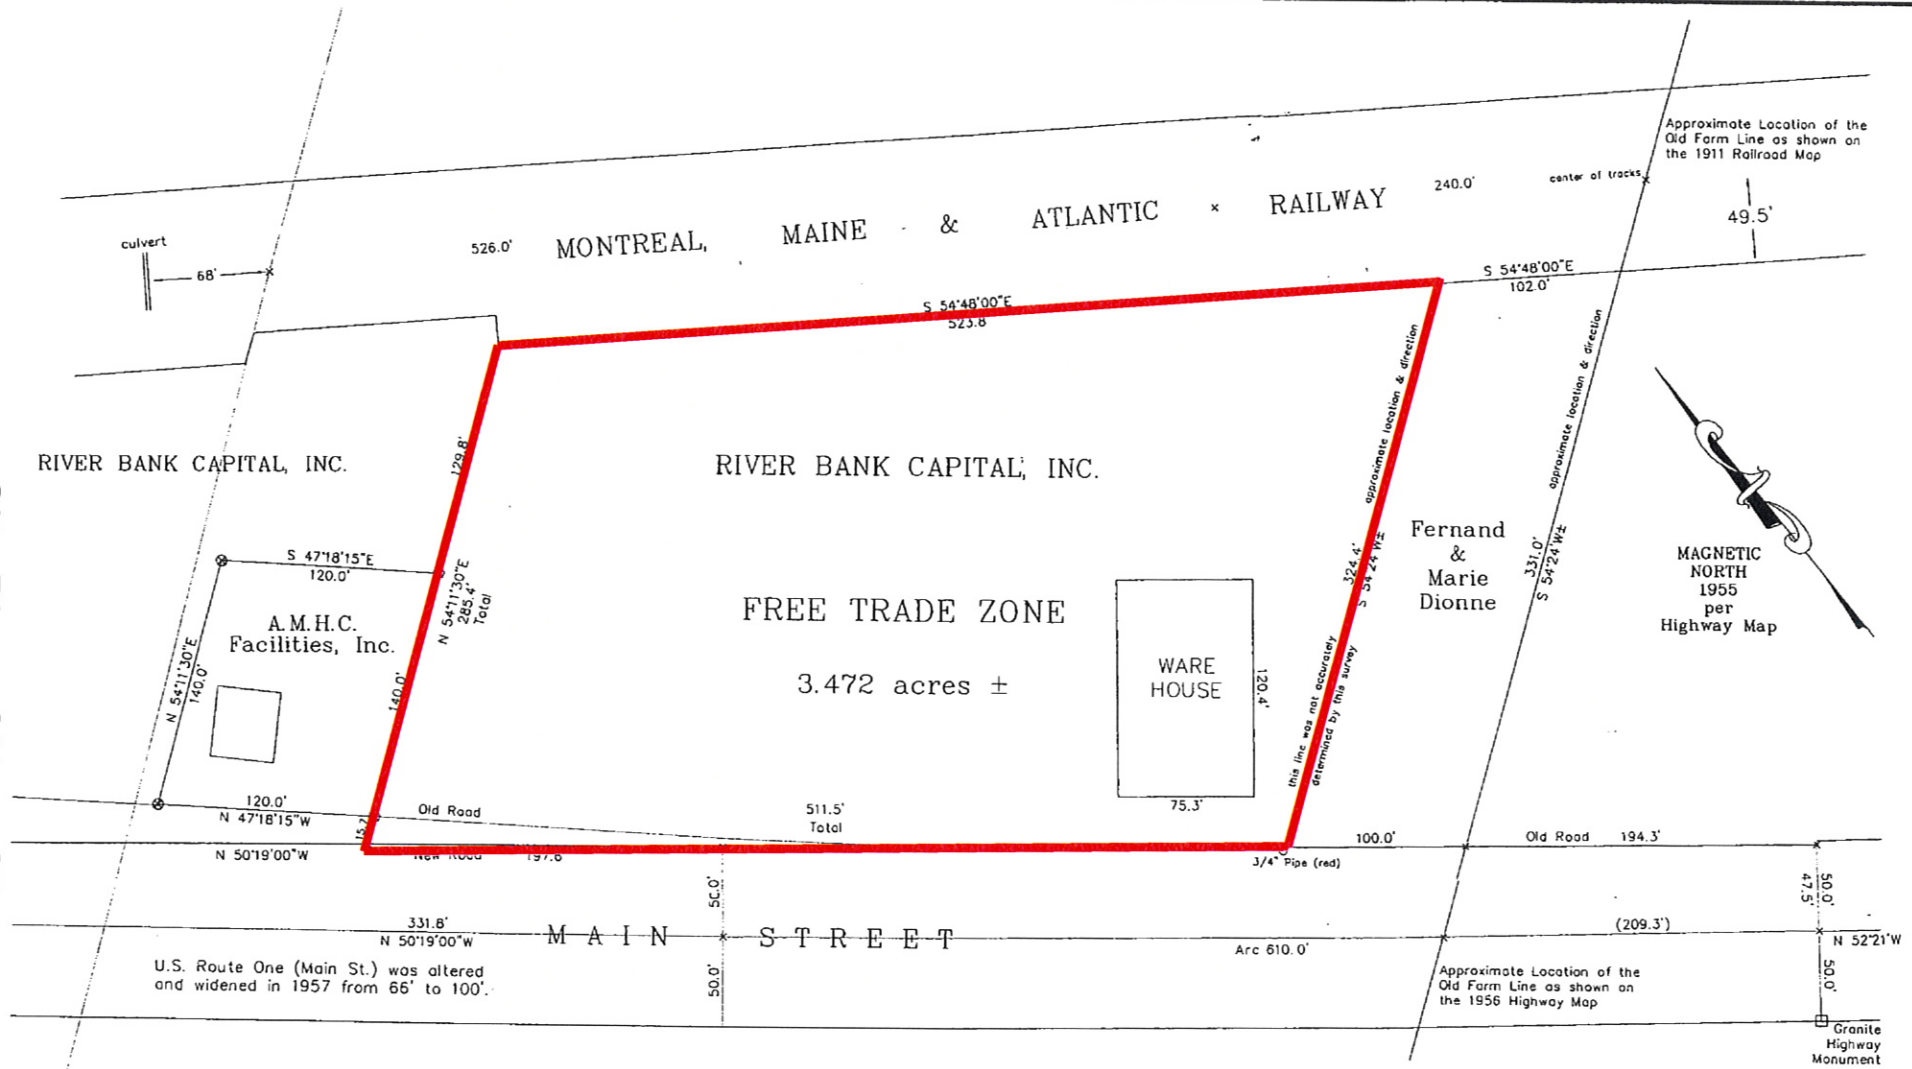 Approximate Location of the
Old Farm Line as shown on
the 1911 Railroad Map
center of tracks
240.0'
49.5'
MONTREAL, MAINE & ATLANTIC RAILWAY
526.0'
culvert
68'
S 54°48'00"E
102.0'
S 54°48'00"E
523.8
approximate location & direction
approximate location & direction
129.8'
RIVER BANK CAPITAL, INC.
RIVER BANK CAPITAL, INC.
S 47°18'15"E
120.0'
N 54°11'30"E
285.4'
Total
324.4'
S 54°24'W±
Fernand
&
Marie
Dionne
331.0'
S 54°24'W±
MAGNETIC
NORTH
1955
per
Highway Map
FREE TRADE ZONE
3.472 acres ±
A.M.H.C.
Facilities, Inc.
N 54°11'30"E
140.0'
140.0'
WARE
HOUSE
120.4'
75.3'
this line was not accurately
determined by this survey
120.0'
N 47°18'15"W
Old Road
511.5'
Total
N 50°19'00"W
New Road
197.6'
3/4" Pipe (red)
100.0'
Old Road
194.3'
50.0'
50.0'
47.5'
331.8'
N 50°19'00"W
MAIN STREET
Arc 610.0'
(209.3')
N 52°21'W
50.0'
50.0'
U.S. Route One (Main St.) was altered
and widened in 1957 from 66' to 100'.
Approximate Location of the
Old Farm Line as shown on
the 1956 Highway Map
Granite
Highway
Monument